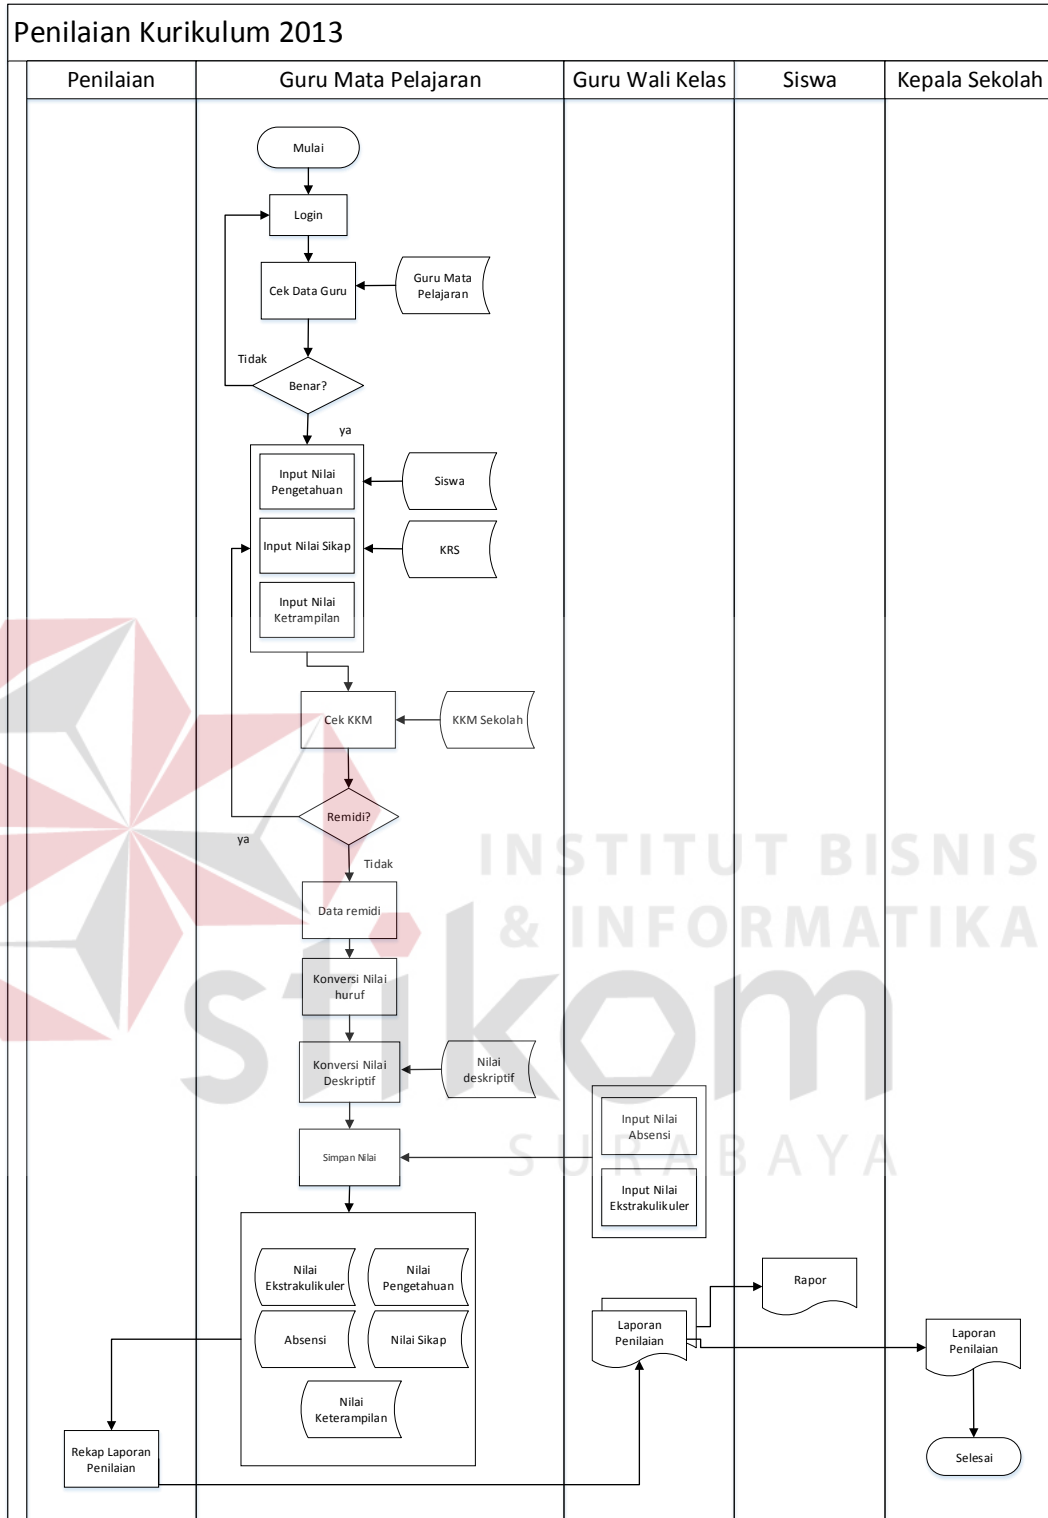 Penilaian Kurikulum 2013
Penilaian
Guru Mata Pelajaran
Guru Wali Kelas
Siswa
Kepala Sekolah
Mulai
Login
Cek Data Guru
Guru Mata
Pelajaran
Tidak
Benar?
ya
Input Nilai
Pengetahuan
Siswa
Input Nilai Sikap
KRS
Input Nilai
Ketrampilan
Cek KKM
KKM Sekolah
Remidi?
ya
Tidak
INSTITUT BISNIS
& INFORMATIKA
stikom
SURABAYA
Data remidi
Konversi Nilai
huruf
Konversi Nilai
Deskriptif
Nilai
deskriptif
Input Nilai
Absensi
Simpan Nilai
Input Nilai
Ekstrakulikuler
Nilai
Ekstrakulikuler
Nilai
Pengetahuan
Rapor
Absensi
Nilai Sikap
Laporan
Penilaian
Laporan
Penilaian
Nilai
Keterampilan
Rekap Laporan
Penilaian
Selesai